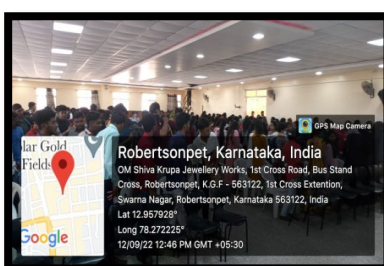 GPS Map Camera
lar Gold
Fields
Google
Robertsonpet, Karnataka, India
OM Shiva Krupa Jewellery Works, 1st Cross Road, Bus Stand
Cross, Robertsonpet, K.G.F - 563122, 1st Cross Extention,
Swarna Nagar, Robertsonpet, Karnataka 563122, India
Lat 12.957928°
Long 78.272225°
12/09/22 12:46 PM GMT +05:30